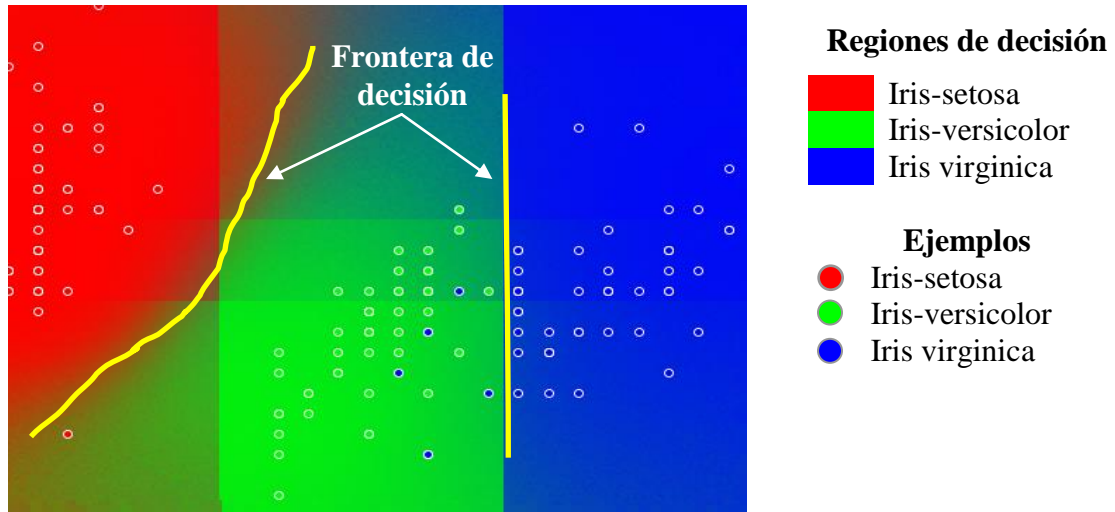 Frontera de
decisión
Regiones de decisión
Iris-setosa
Iris-versicolor
Iris virginica
Ejemplos
Iris-setosa
Iris-versicolor
Iris virginica